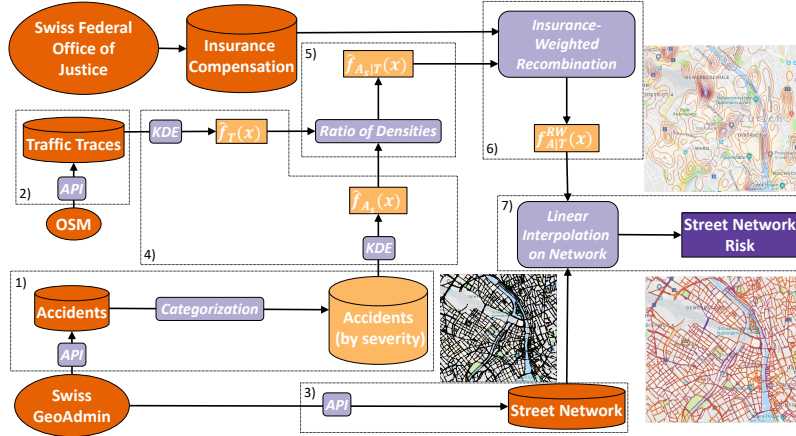 Swiss Federal
Office of
Justice
Insurance
Compensation
5)
f̂_{A_s|T}(x)
Insurance-
Weighted
Recombination
6)
f^{RW}_{A|T}(x)
Traffic Traces
KDE
f̂_T(x)
Ratio of Densities
2)
API
OSM
f̂_{A_s}(x)
KDE
4)
7)
Linear
Interpolation
on Network
Street Network
Risk
1)
Accidents
Categorization
Accidents
(by severity)
API
Swiss
GeoAdmin
3)
API
Street Network